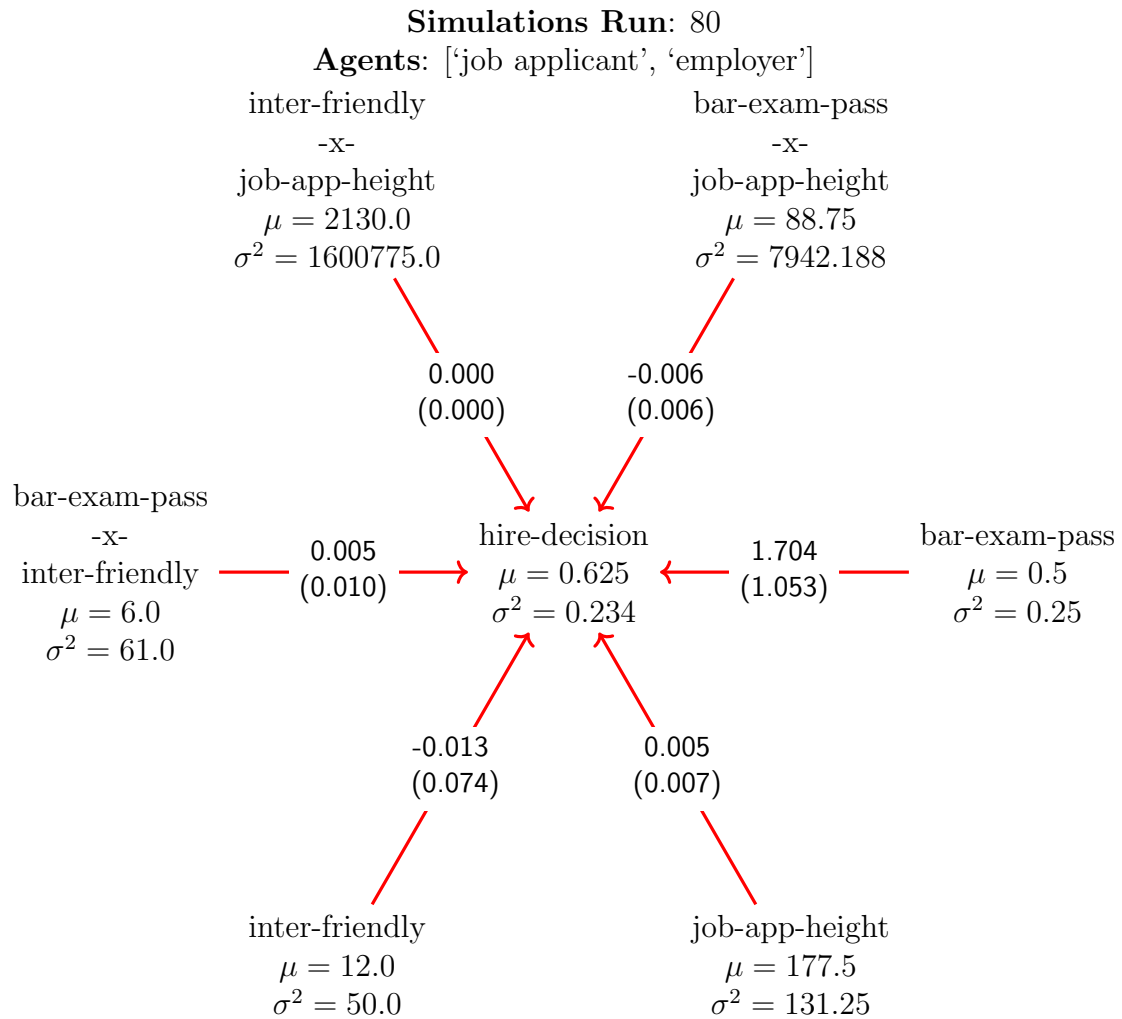 Simulations Run: 80
Agents: [‘job applicant’, ‘employer’]
inter-friendly
-x-
job-app-height
μ = 2130.0
σ² = 1600775.0
bar-exam-pass
-x-
job-app-height
μ = 88.75
σ² = 7942.188
0.000
(0.000)
-0.006
(0.006)
bar-exam-pass
-x-
inter-friendly
μ = 6.0
σ² = 61.0
0.005
(0.010)
hire-decision
μ = 0.625
σ² = 0.234
1.704
(1.053)
bar-exam-pass
μ = 0.5
σ² = 0.25
-0.013
(0.074)
0.005
(0.007)
inter-friendly
μ = 12.0
σ² = 50.0
job-app-height
μ = 177.5
σ² = 131.25